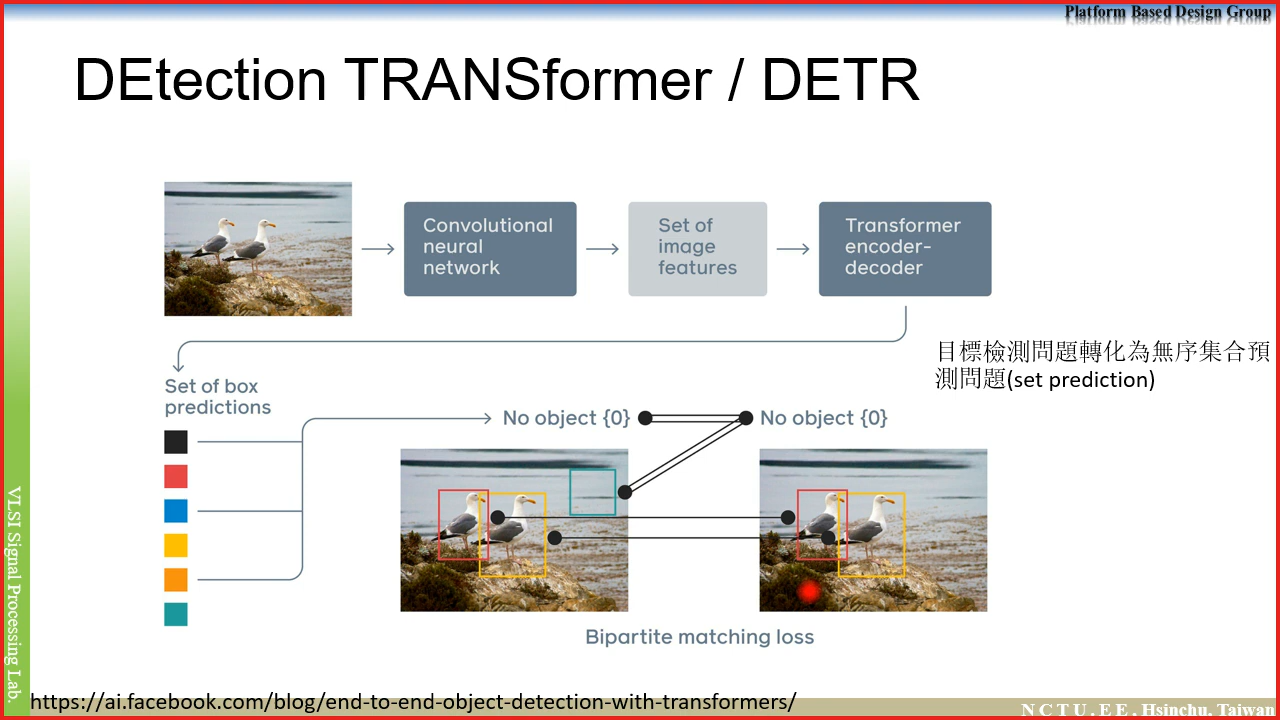 Platform Based Design Group
DEtection TRANSformer / DETR
Convolutional
neural
network
Set of
image
features
Transformer
encoder-
decoder
目標檢測問題轉化為無序集合預
測問題(set prediction)
Set of box
predictions
No object {0}
No object {0}
Bipartite matching loss
VLSI Signal Processing Lab.
https://ai.facebook.com/blog/end-to-end-object-detection-with-transformers/
N C T U . E E , Hsinchu, Taiwan